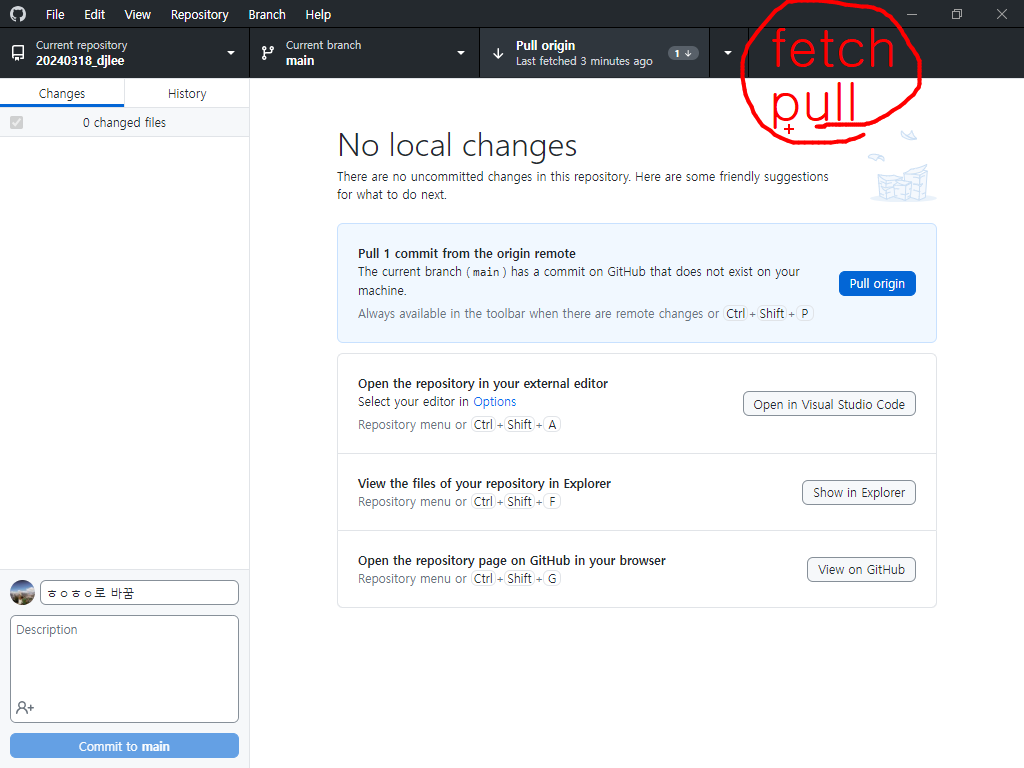 File Edit View Repository Branch Help
Current repository
20240318_djlee
Current branch
main
Pull origin
Last fetched 3 minutes ago
1
fetch
pull
Changes History
0 changed files
No local changes
There are no uncommitted changes in this repository. Here are some friendly suggestions
for what to do next.
Pull 1 commit from the origin remote
The current branch (main) has a commit on GitHub that does not exist on your
machine.
Always available in the toolbar when there are remote changes or Ctrl + Shift + P
Pull origin
Open the repository in your external editor
Select your editor in Options
Repository menu or Ctrl + Shift + A
Open in Visual Studio Code
View the files of your repository in Explorer
Repository menu or Ctrl + Shift + F
Show in Explorer
Open the repository page on GitHub in your browser
Repository menu or Ctrl + Shift + G
View on GitHub
ㅎㅇㅎㅇ로 바꿈
Description
Commit to main